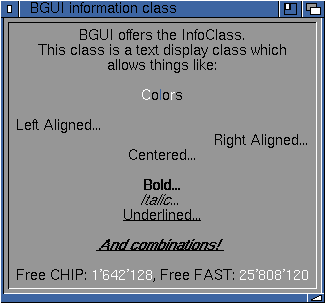 BGUI information class
BGUI offers the InfoClass.
This class is a text display class which
allows things like:
Colors
Left Aligned...
Right Aligned...
Centered...
Bold...
Italic...
Underlined...
And combinations!
Free CHIP: 1'642'128, Free FAST: 25'808'120